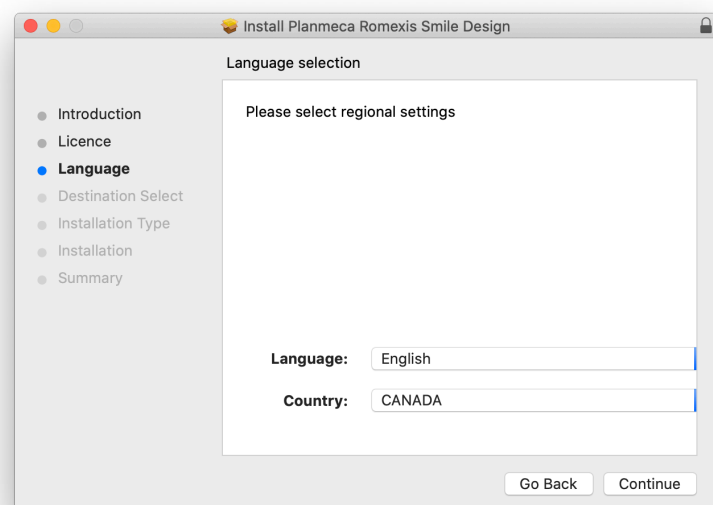 Install Planmeca Romexis Smile Design
Language selection
Introduction
Licence
Language
Destination Select
Installation Type
Installation
Summary
Please select regional settings
Language: English
Country: CANADA
Go Back Continue